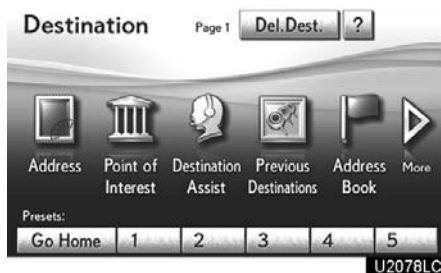 Destination Page 1 Del.Dest. ?
Address Point of Interest Destination Assist Previous Destinations Address Book More
Presets:
Go Home 1 2 3 4 5
U2078LC